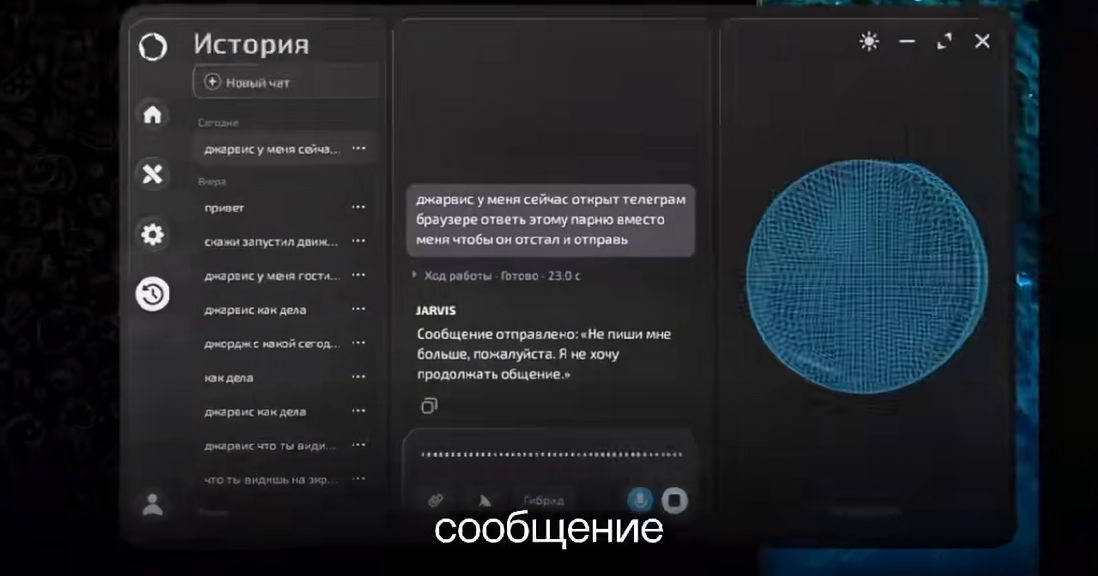 История
Новый чат
Сегодня
джарвис у меня сейча...
Вчера
привет
скажи запустил движ...
джарвис у меня гости...
джарвис как дела
джордж с какой сегод...
как дела
джарвис как дела
джарвис что ты види...
что ты видишь на экр...
джарвис у меня сейчас открыт телеграм
браузере ответь этому парню вместо
меня чтобы он отстал и отправь
Ход работы · Готово · 23.0 с
JARVIS
Сообщение отправлено: «Не пиши мне
больше, пожалуйста. Я не хочу
продолжать общение.»
Гибрид
сообщение